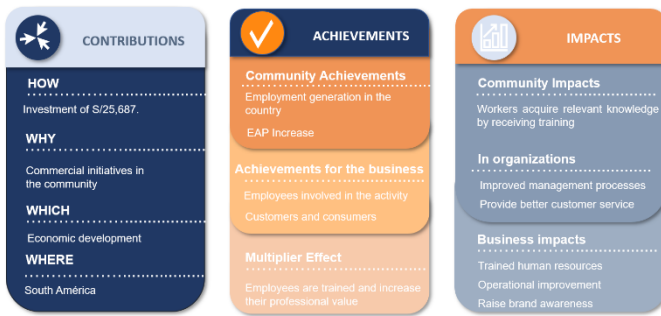 CONTRIBUTIONS
HOW
Investment of S/25,687.
WHY
Commercial initiatives in
the community
WHICH
Economic development
WHERE
South América
ACHIEVEMENTS
Community Achievements
Employment generation in the
country
EAP Increase
Achievements for the business
Employees involved in the activity
Customers and consumers
Multiplier Effect
Employees are trained and increase
their professional value
IMPACTS
Community Impacts
Workers acquire relevant knowledge
by receiving training
In organizations
Improved management processes
Provide better customer service
Business impacts
Trained human resources
Operational improvement
Raise brand awareness